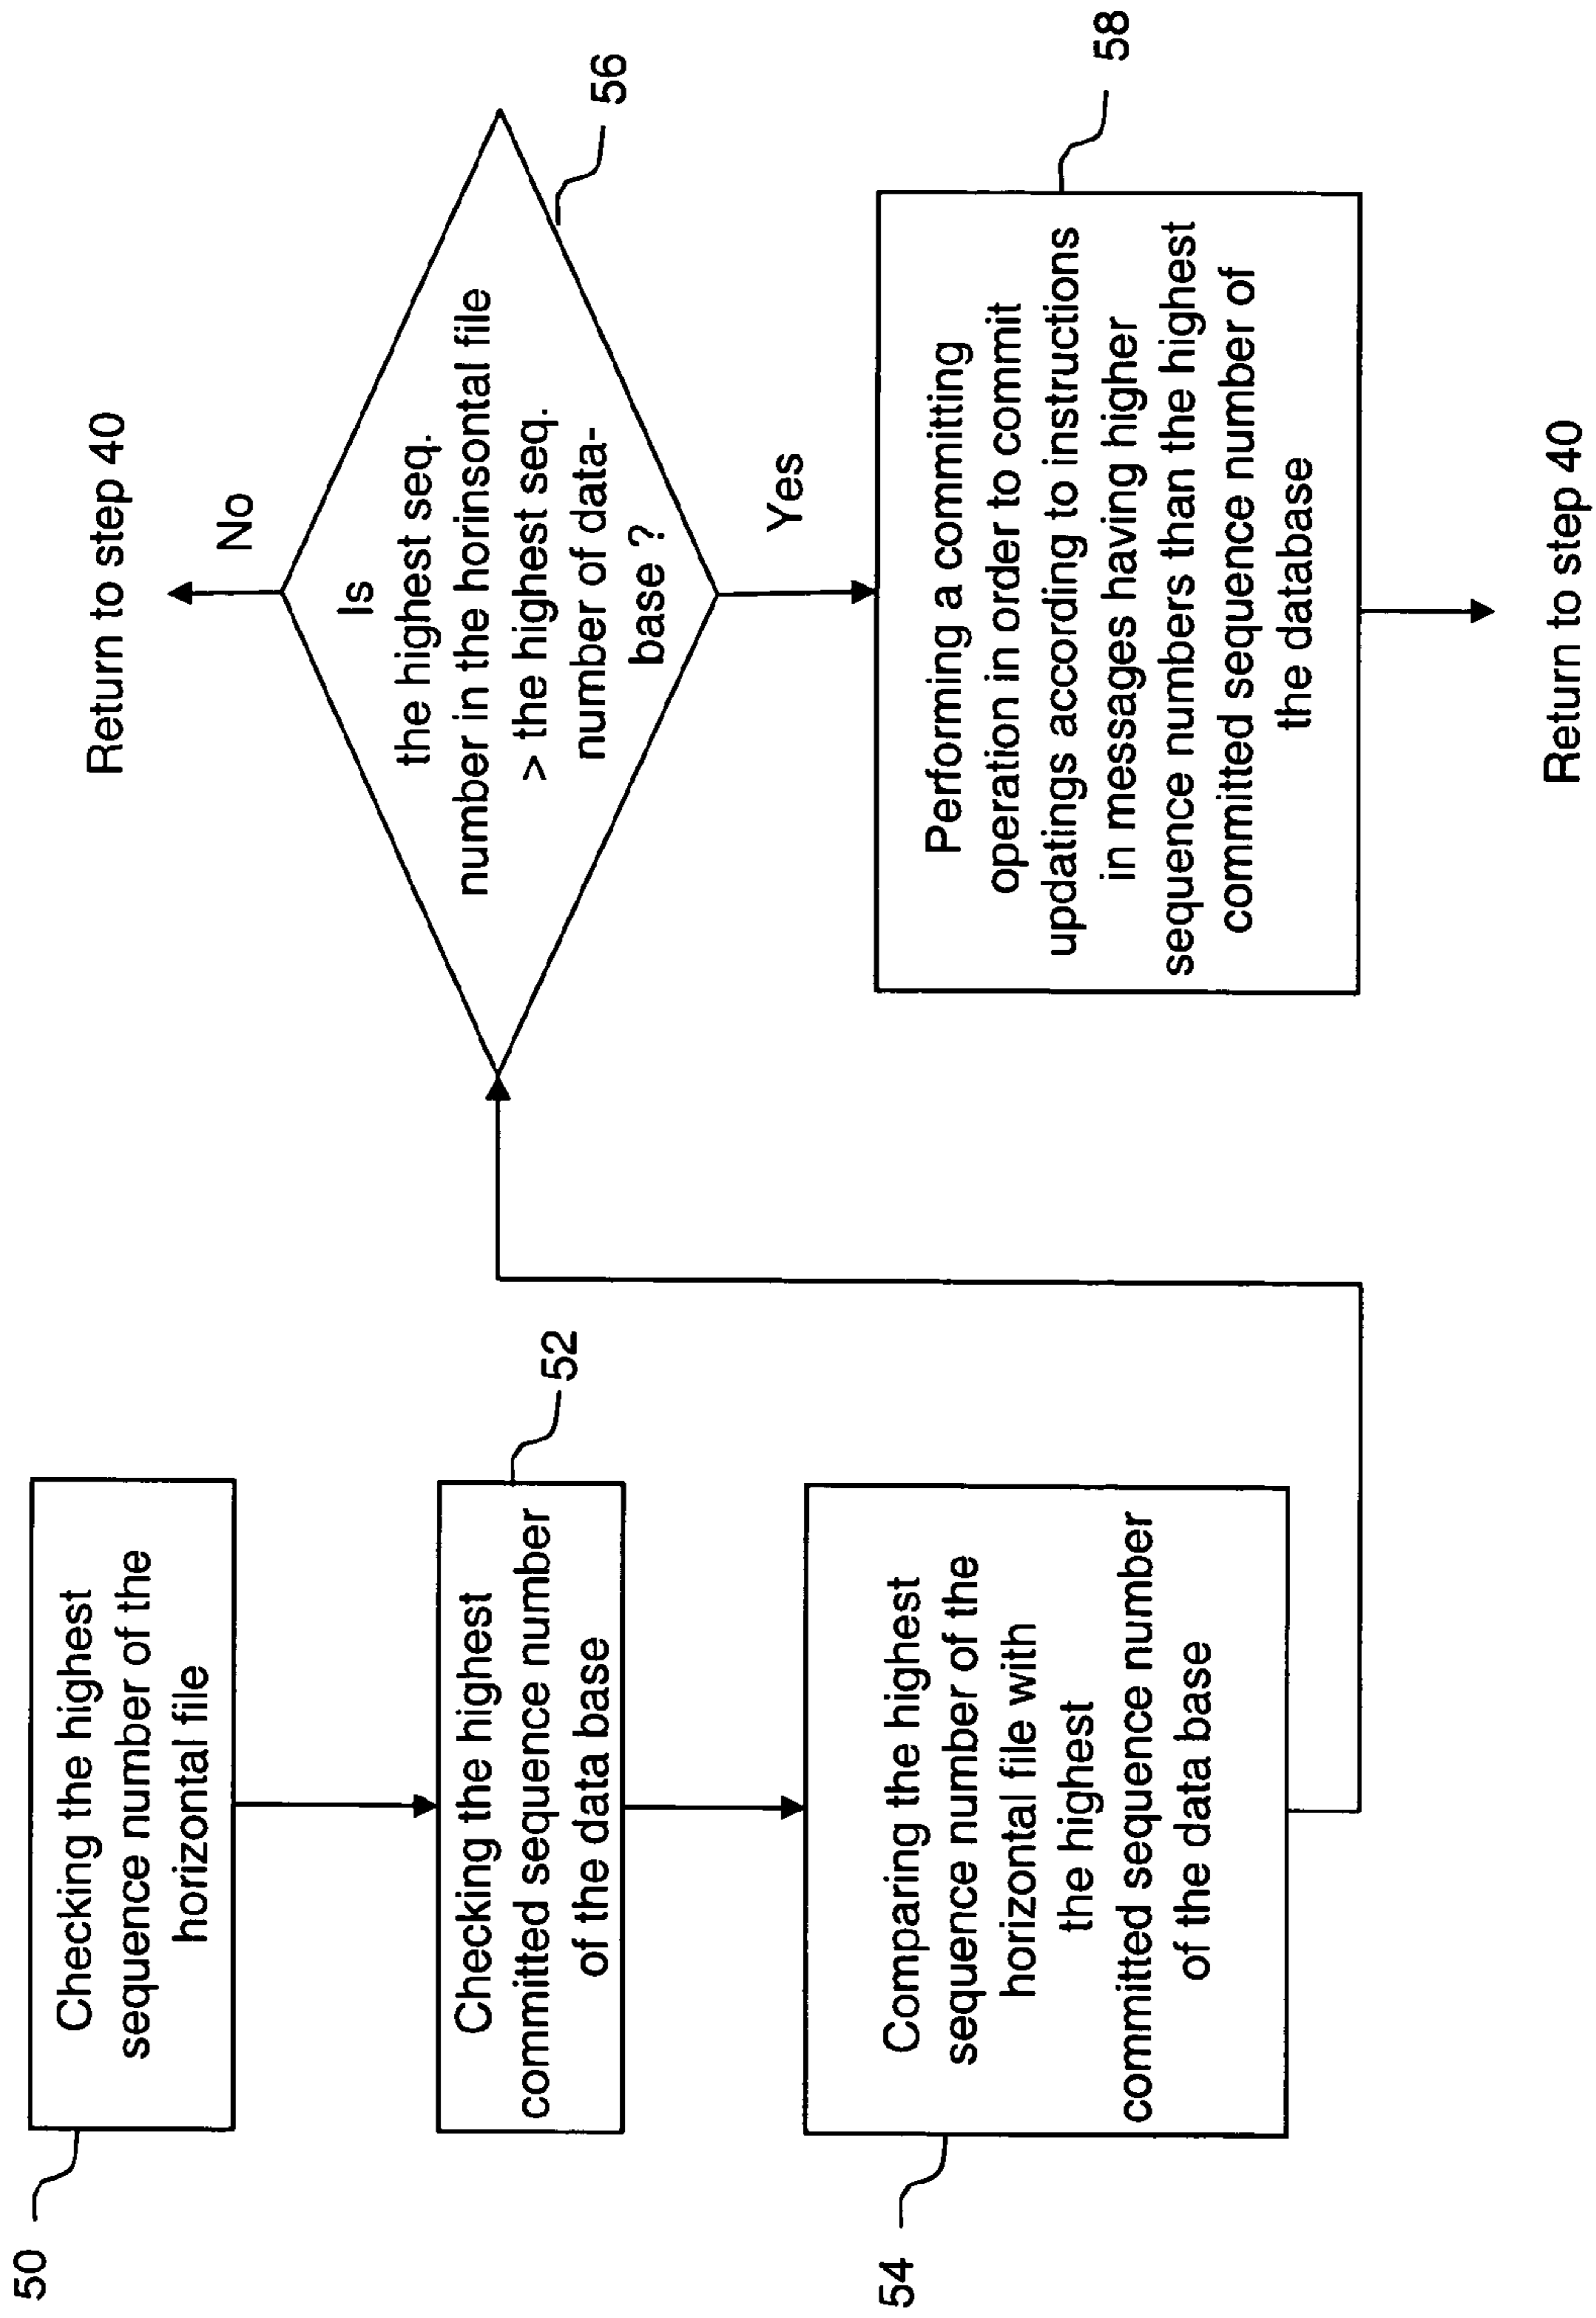 50
Checking the highest
sequence number of the
horizontal file
52
Checking the highest
committed sequence number
of the data base
54
Comparing the highest
sequence number of the
horizontal file with
the highest
committed sequence number
of the data base
Return to step 40
No
Is
the highest seq.
number in the horinsontal file
> the highest seq.
number of data-
base ?
56
Yes
Performing a committing
operation in order to commit
updatings according to instructions
in messages having higher
sequence numbers than the highest
committed sequence number of
the database
58
Return to step 40